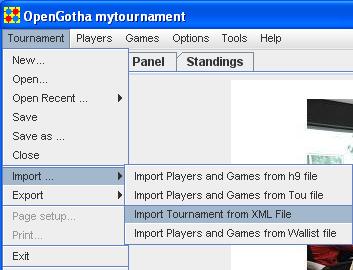 OpenGotha mytournament
Tournament Players Games Options Tools Help
New...
Panel Standings
Open...
Open Recent ...
Save
Save as ...
Close
Import ...
Import Players and Games from h9 file
Export
Import Players and Games from Tou file
Page setup...
Import Tournament from XML File
Print...
Import Players and Games from Wallist file
Exit